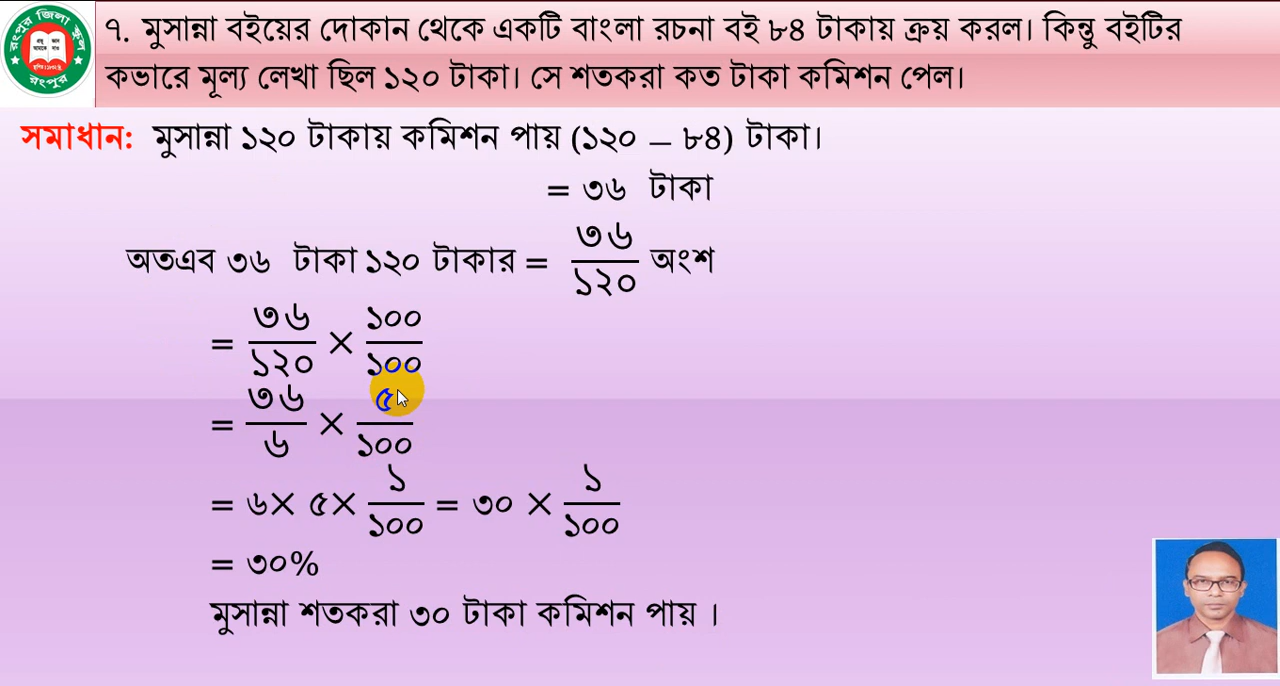 রংপুর জিলা স্কুল
রংপুর
৭. মুসান্না বইয়ের দোকান থেকে একটি বাংলা রচনা বই ৮৪ টাকায় ক্রয় করল। কিন্তু বইটির
কভারে মূল্য লেখা ছিল ১২০ টাকা। সে শতকরা কত টাকা কমিশন পেল।
সমাধান: মুসান্না ১২০ টাকায় কমিশন পায় (১২০ – ৮৪) টাকা।
= ৩৬ টাকা
অতএব ৩৬ টাকা ১২০ টাকার = ৩৬/১২০ অংশ
= ৩৬/১২০ × ১০০/১০০
= ৩৬/৬ × ৫/১০০
= ৬× ৫× ১/১০০ = ৩০ × ১/১০০
= ৩০%
মুসান্না শতকরা ৩০ টাকা কমিশন পায় ।